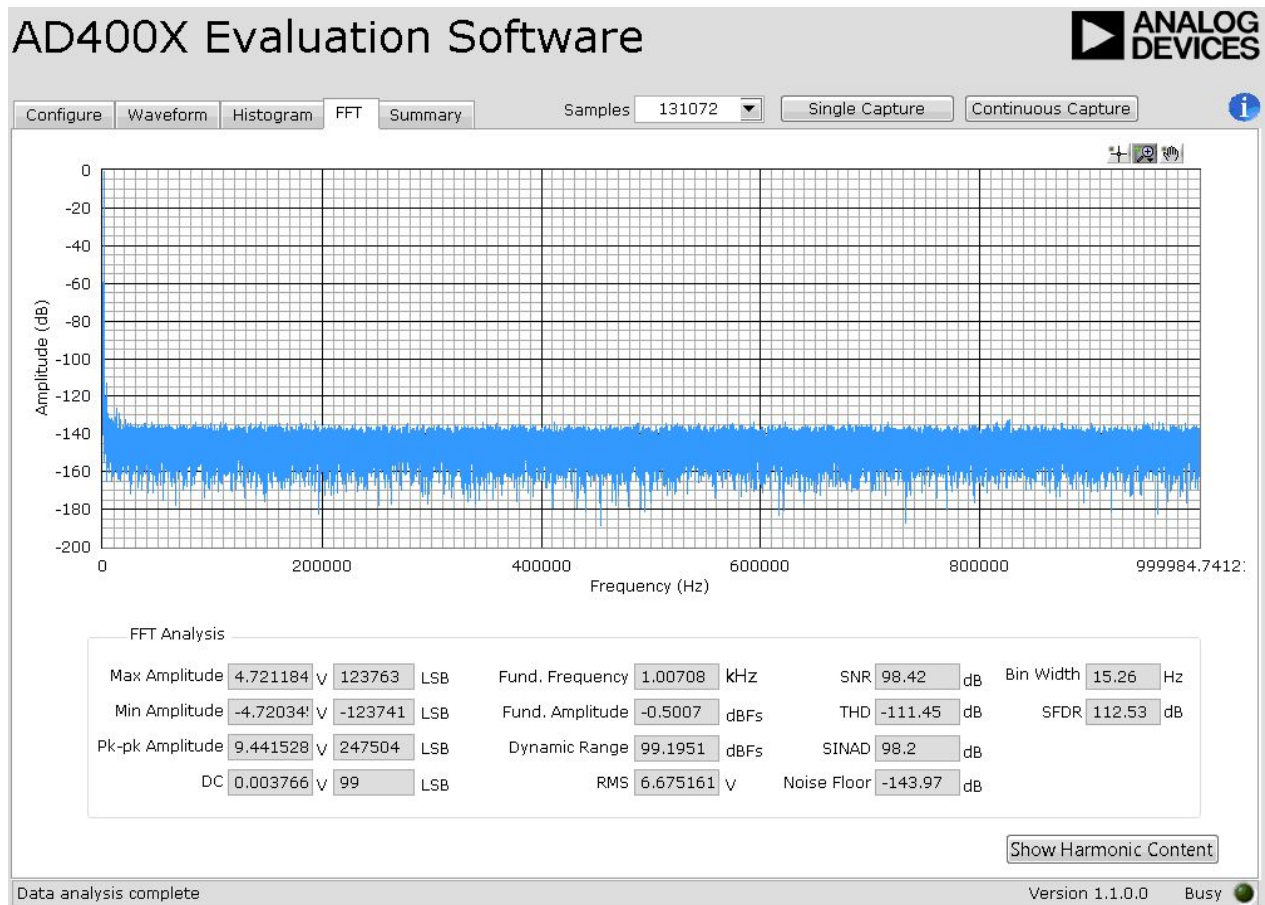 AD400X Evaluation Software
ANALOG
DEVICES
Configure Waveform Histogram FFT Summary Samples 131072 Single Capture Continuous Capture i
0
-20
-40
-60
-80
-100
-120
-140
-160
-180
-200
Amplitude (dB)
0 200000 400000 600000 800000 999984.7412
Frequency (Hz)
FFT Analysis
Max Amplitude 4.721184 V 123763 LSB Fund. Frequency 1.00708 kHz SNR 98.42 dB Bin Width 15.26 Hz
Min Amplitude -4.72034 V -123741 LSB Fund. Amplitude -0.5007 dBFs THD -111.45 dB SFDR 112.53 dB
Pk-pk Amplitude 9.441528 V 247504 LSB Dynamic Range 99.1951 dBFs SINAD 98.2 dB
DC 0.003766 V 99 LSB RMS 6.675161 V Noise Floor -143.97 dB
Show Harmonic Content
Data analysis complete Version 1.1.0.0 Busy